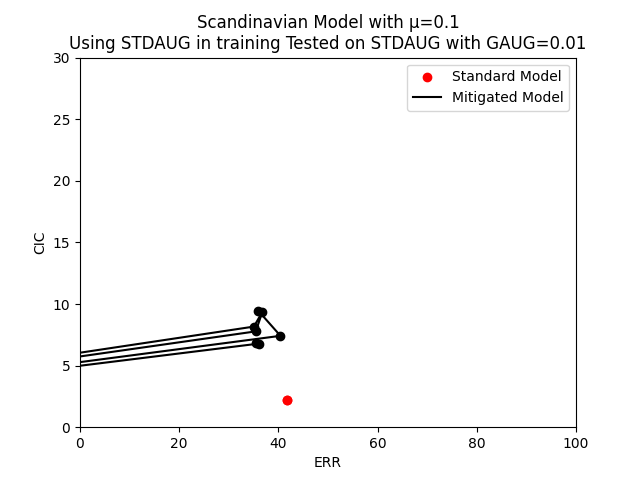 Scandinavian Model with μ=0.1
Using STDAUG in training Tested on STDAUG with GAUG=0.01
Standard Model
Mitigated Model
30
25
20
15
10
5
0
CIC
0 20 40 60 80 100
ERR